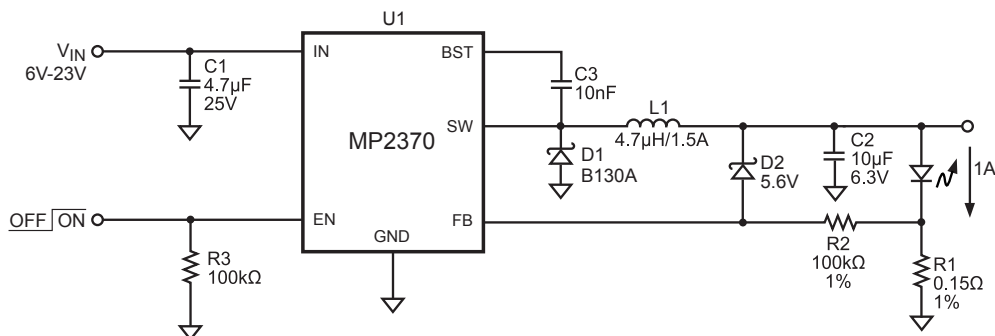 U1
VIN
6V-23V
C1
4.7µF
25V
IN
BST
C3
10nF
MP2370
SW
L1
4.7µH/1.5A
D1
B130A
D2
5.6V
C2
10µF
6.3V
1A
OFF ON
EN
GND
FB
R3
100kΩ
R2
100kΩ
1%
R1
0.15Ω
1%